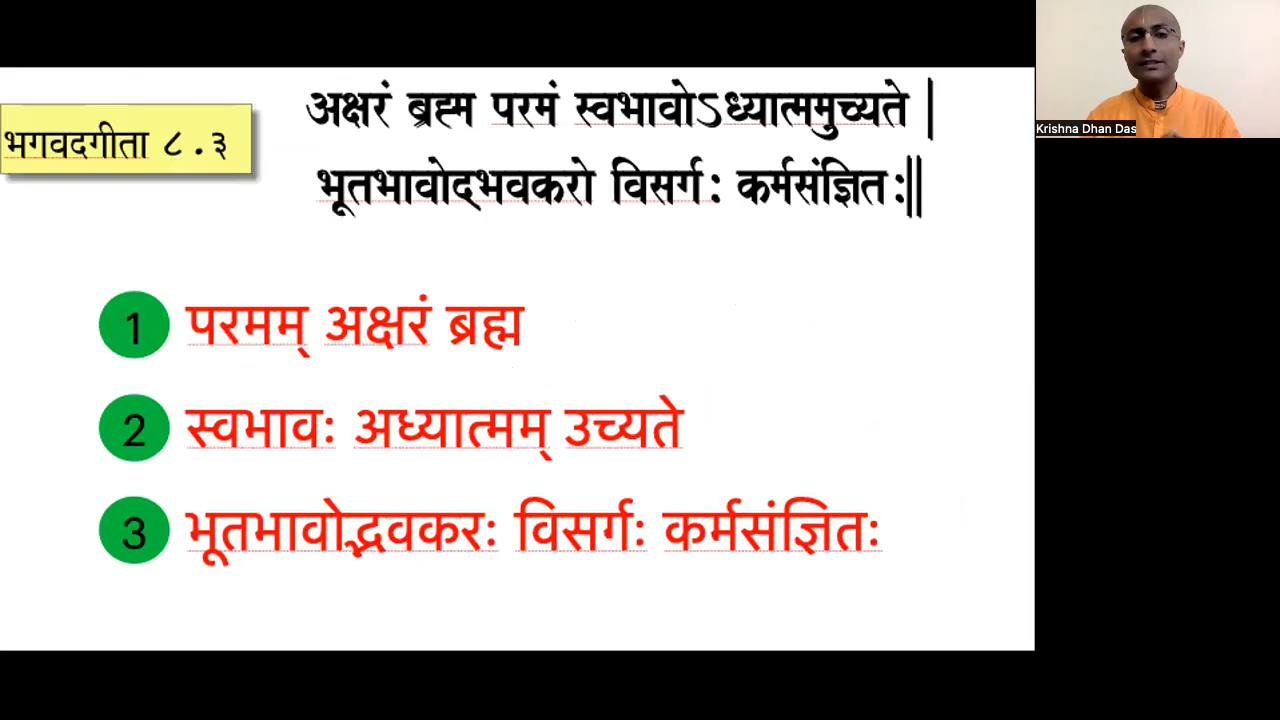 अक्षरं ब्रह्म परमं स्वभावोऽध्यात्ममुच्यते |
भगवदगीता ८.३
भूतभावोदभवकरो विसर्गः कर्मसंज्ञितः||
1 परमम् अक्षरं ब्रह्म
2 स्वभावः अध्यात्मम् उच्यते
3 भूतभावोद्भवकरः विसर्गः कर्मसंज्ञितः
Krishna Dhan Das